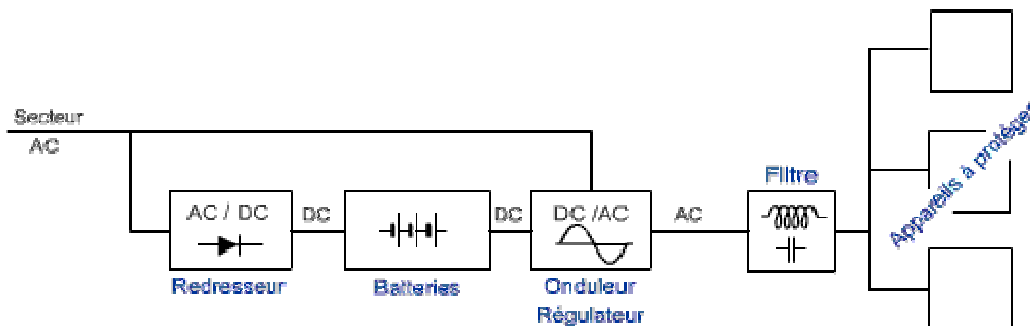 Secteur
AC
AC / DC
Redresseur
DC
Batteries
DC
DC /AC
Onduleur
Régulateur
AC
Filtre
Appareils à protéger